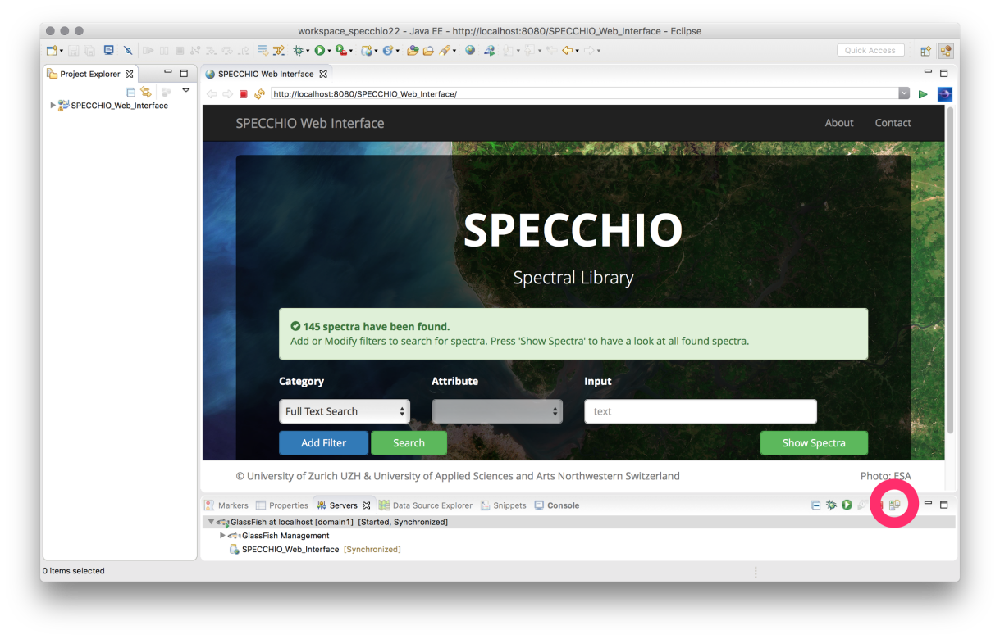 workspace_specchio22 - Java EE - http://localhost:8080/SPECCHIO_Web_Interface - Eclipse
Quick Access
Project Explorer
SPECCHIO_Web_Interface
SPECCHIO Web Interface
http://localhost:8080/SPECCHIO_Web_Interface/
SPECCHIO Web Interface About Contact
SPECCHIO
Spectral Library
145 spectra have been found.
Add or Modify filters to search for spectra. Press 'Show Spectra' to have a look at all found spectra.
Category Attribute Input
Full Text Search text
Add Filter Search Show Spectra
© University of Zurich UZH & University of Applied Sciences and Arts Northwestern Switzerland Photo: ESA
Markers Properties Servers Data Source Explorer Snippets Console
GlassFish at localhost [domain1] [Started, Synchronized]
GlassFish Management
SPECCHIO_Web_Interface [Synchronized]
0 items selected